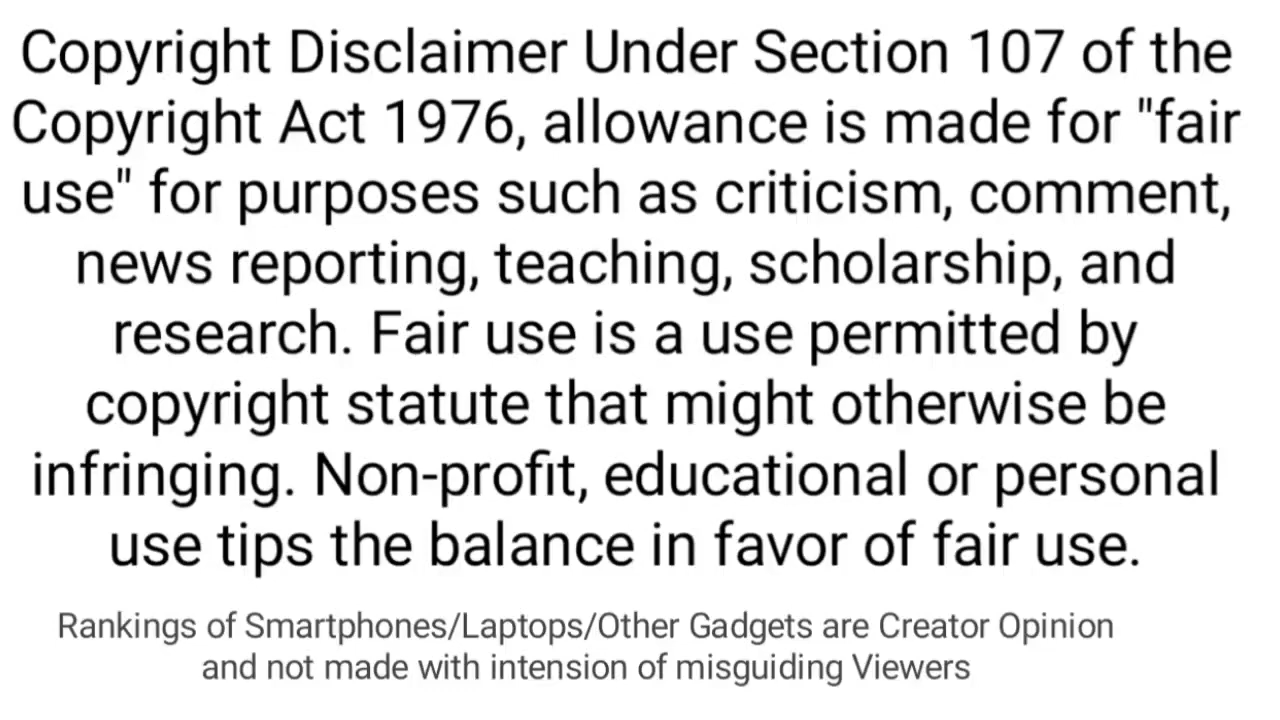 Copyright Disclaimer Under Section 107 of the
Copyright Act 1976, allowance is made for "fair
use" for purposes such as criticism, comment,
news reporting, teaching, scholarship, and
research. Fair use is a use permitted by
copyright statute that might otherwise be
infringing. Non-profit, educational or personal
use tips the balance in favor of fair use.
Rankings of Smartphones/Laptops/Other Gadgets are Creator Opinion
and not made with intension of misguiding Viewers